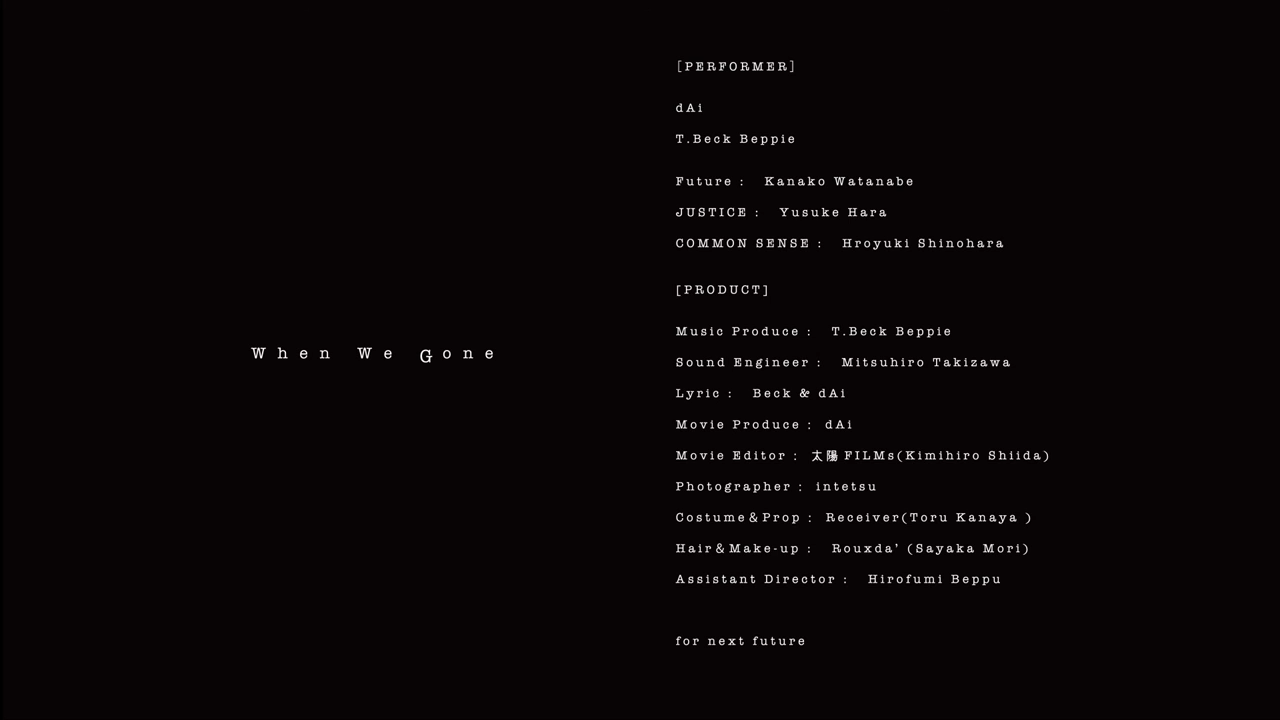 When We Gone
[PERFORMER]
dAi
T.Beck Beppie
Future : Kanako Watanabe
JUSTICE : Yusuke Hara
COMMON SENSE : Hroyuki Shinohara
[PRODUCT]
Music Produce : T.Beck Beppie
Sound Engineer : Mitsuhiro Takizawa
Lyric : Beck & dAi
Movie Produce : dAi
Movie Editor : 太陽 FILMs(Kimihiro Shiida)
Photographer : intetsu
Costume＆Prop : Receiver(Toru Kanaya )
Hair＆Make-up : Rouxda' (Sayaka Mori)
Assistant Director : Hirofumi Beppu
for next future